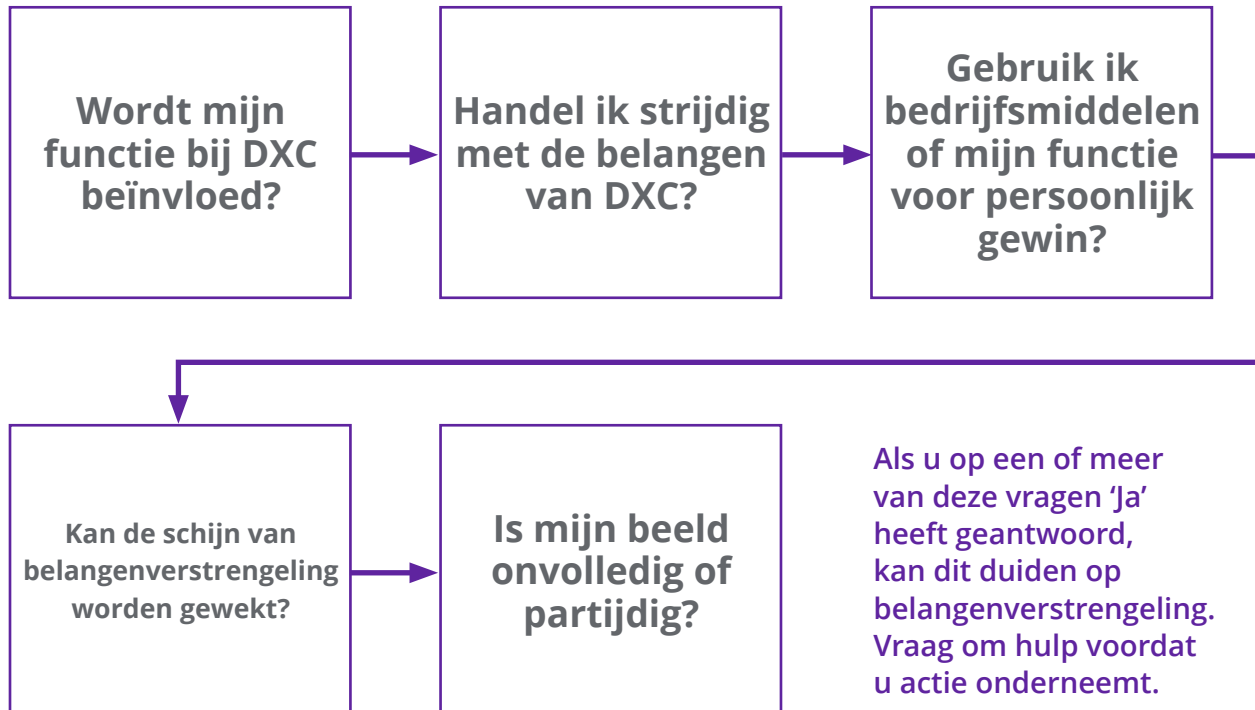 Wordt mijn
functie bij DXC
beïnvloed?
Handel ik strijdig
met de belangen
van DXC?
Gebruik ik
bedrijfsmiddelen
of mijn functie
voor persoonlijk
gewin?
Kan de schijn van
belangenverstrengeling
worden gewekt?
Is mijn beeld
onvolledig of
partijdig?
Als u op een of meer
van deze vragen ‘Ja’
heeft geantwoord,
kan dit duiden op
belangenverstrengeling.
Vraag om hulp voordat
u actie onderneemt.